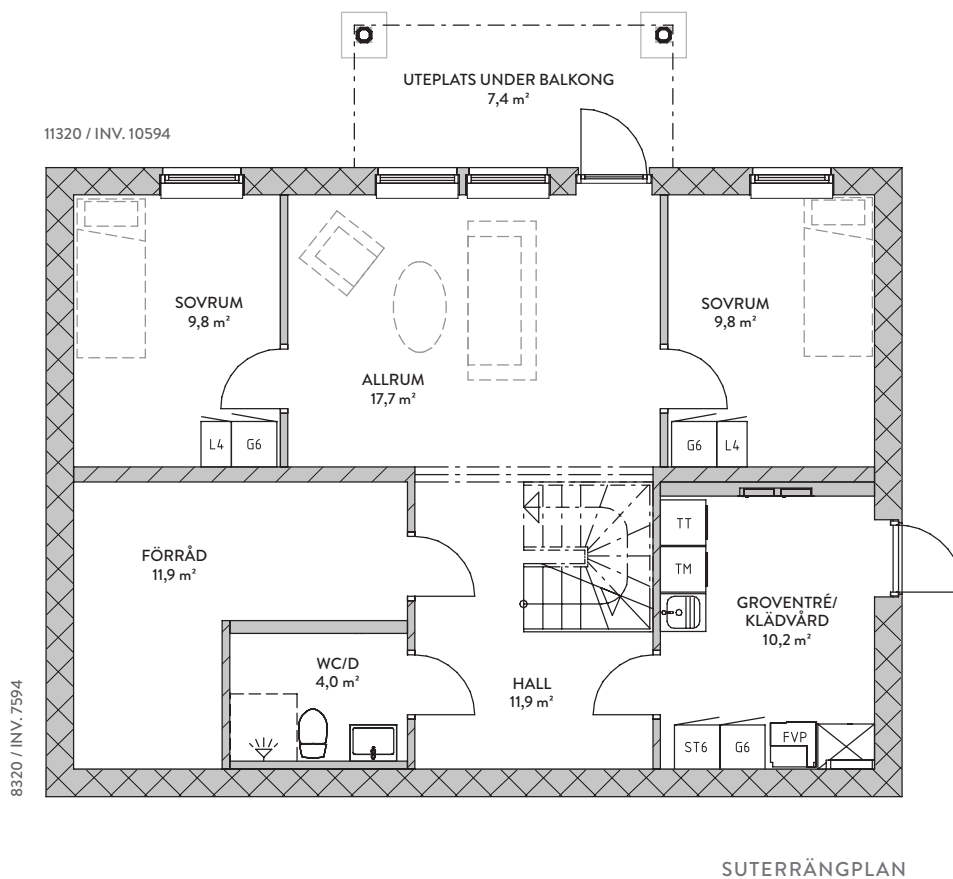 UTEPLATS UNDER BALKONG
7,4 m²
11320 / INV. 10594
SOVRUM
9,8 m²
SOVRUM
9,8 m²
ALLRUM
17,7 m²
L4
G6
G6
L4
TT
FÖRRÅD
11,9 m²
TM
GROVENTRÉ/
KLÄDVÅRD
10,2 m²
WC/D
4,0 m²
HALL
11,9 m²
8320 / INV. 7594
ST6
G6
FVP
SUTERRÄNGPLAN